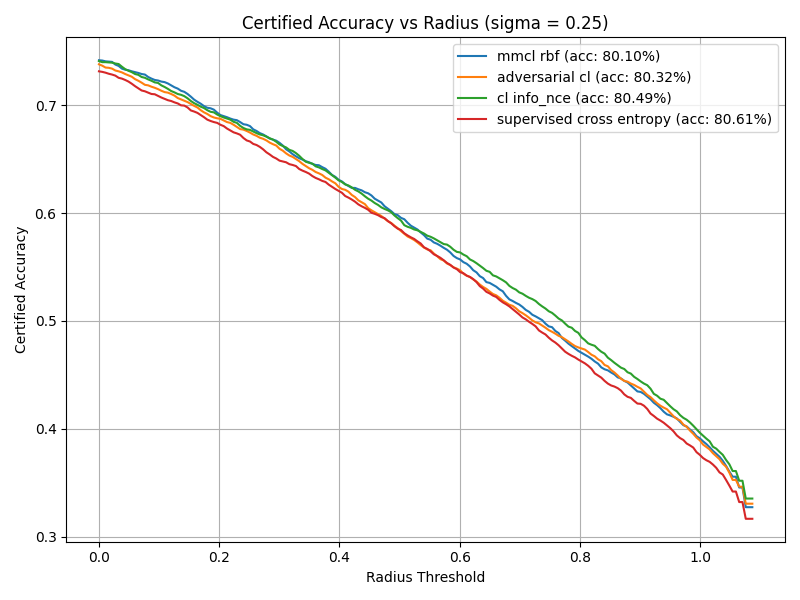 Certified Accuracy vs Radius (sigma = 0.25)
mmcl rbf (acc: 80.10%)
adversarial cl (acc: 80.32%)
cl info_nce (acc: 80.49%)
supervised cross entropy (acc: 80.61%)
Certified Accuracy
0.7
0.6
0.5
0.4
0.3
0.0 0.2 0.4 0.6 0.8 1.0
Radius Threshold